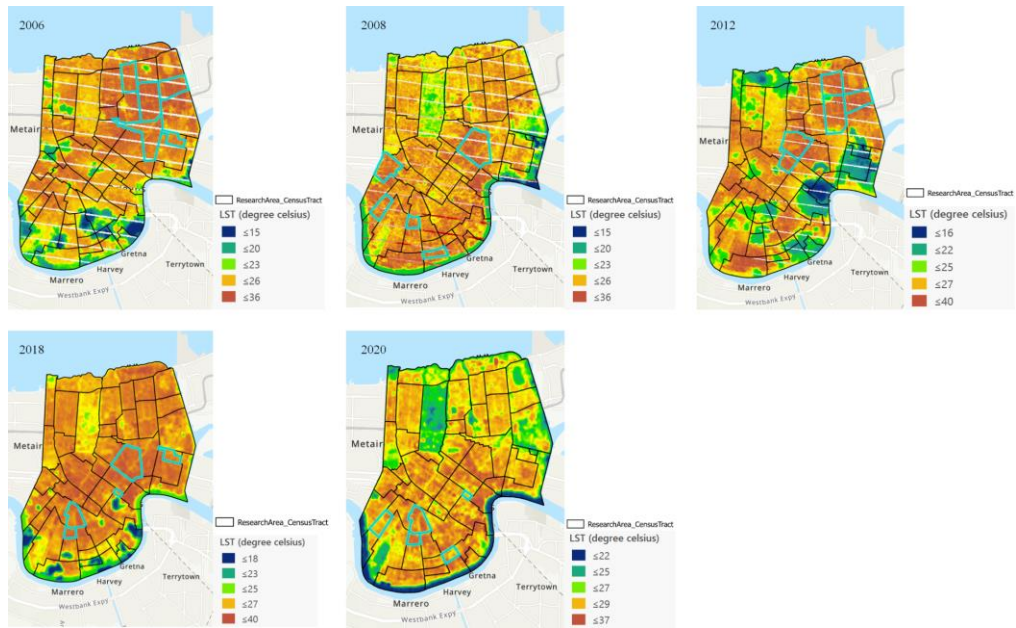 2006
Metair
ResearchArea_CensusTract
LST (degree celsius)
≤15
≤20
≤23
≤26
≤36
Gretna
Harvey
Terrytown
Marrero
Westbank Expy
2008
Metair
ResearchArea_CensusTract
LST (degree celsius)
≤15
≤20
≤23
≤26
≤36
Gretna
Harvey
Terrytown
Marrero
Westbank Expy
2012
Metair
ResearchArea_CensusTract
LST (degree celsius)
≤16
≤22
≤25
≤27
≤40
Gretna
Harvey
Terrytown
Marrero
Westbank Expy
2018
Metair
ResearchArea_CensusTract
LST (degree celsius)
≤18
≤23
≤25
≤27
≤40
Gretna
Harvey
Terrytown
Marrero
2020
Metair
ResearchArea_CensusTract
LST (degree celsius)
≤22
≤25
≤27
≤29
≤37
Gretna
Harvey
Terrytown
Marrero